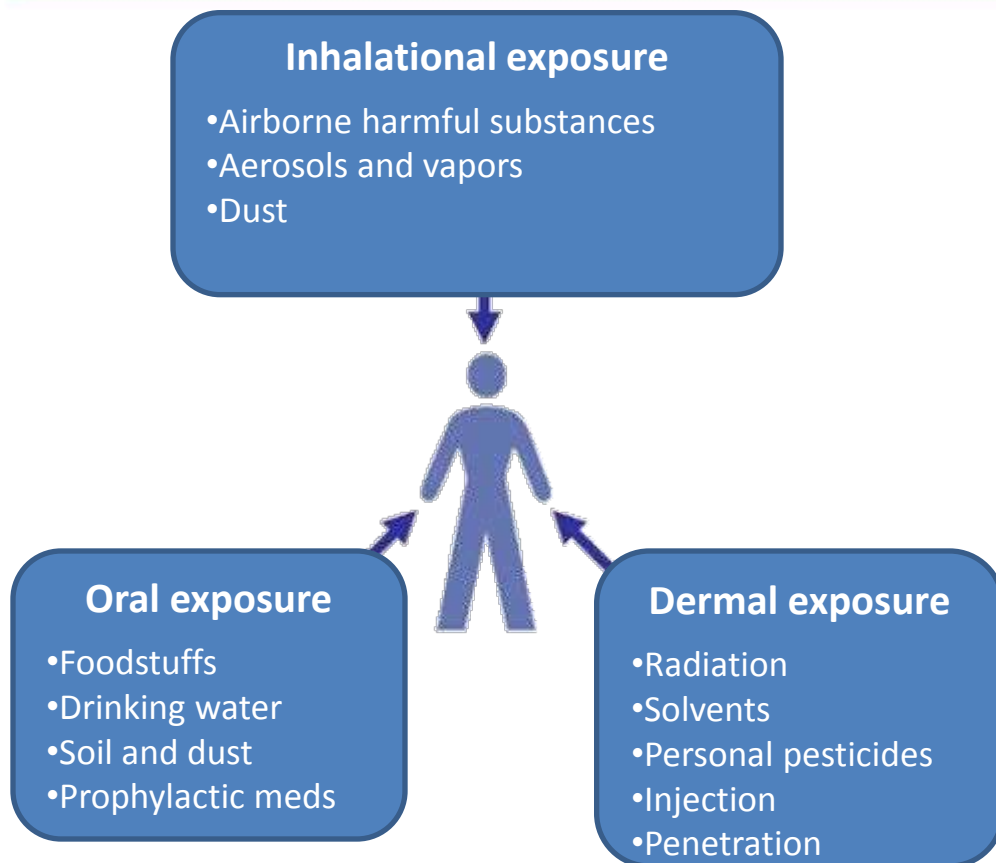 Inhalational exposure
•Airborne harmful substances
•Aerosols and vapors
•Dust
Oral exposure
•Foodstuffs
•Drinking water
•Soil and dust
•Prophylactic meds
Dermal exposure
•Radiation
•Solvents
•Personal pesticides
•Injection
•Penetration